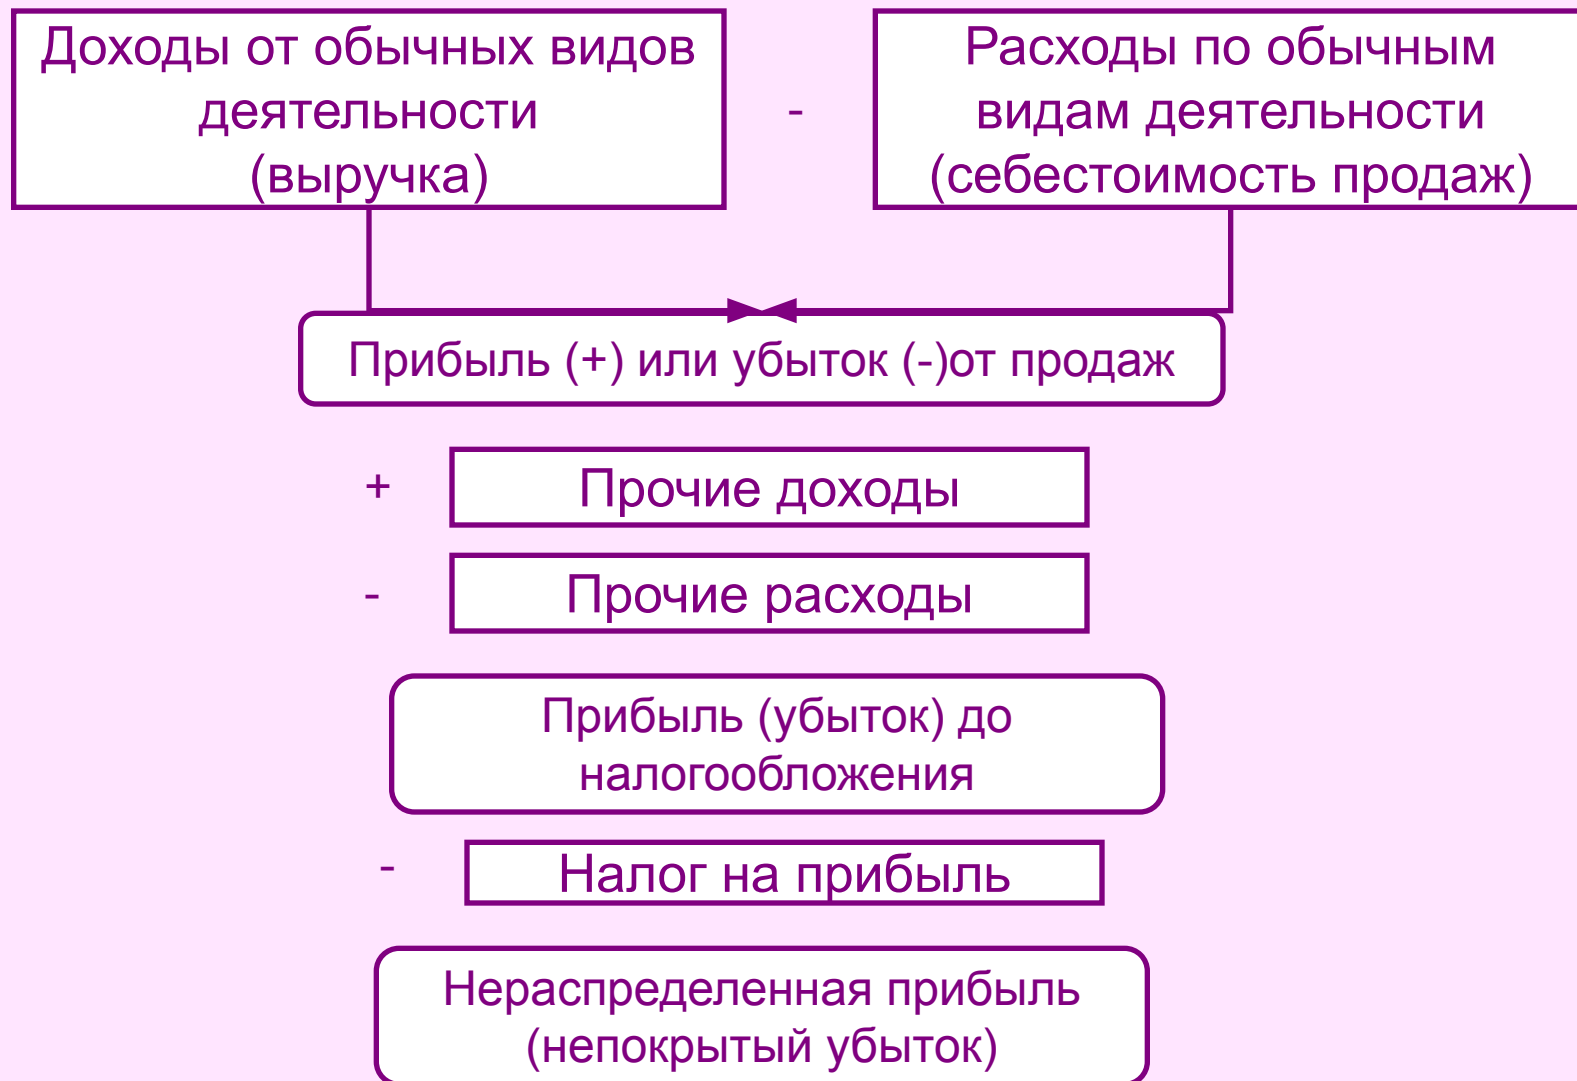 Доходы от обычных видов
деятельности
(выручка)
-
Расходы по обычным
видам деятельности
(себестоимость продаж)
Прибыль (+) или убыток (-)от продаж
+
Прочие доходы
-
Прочие расходы
Прибыль (убыток) до
налогообложения
-
Налог на прибыль
Нераспределенная прибыль
(непокрытый убыток)